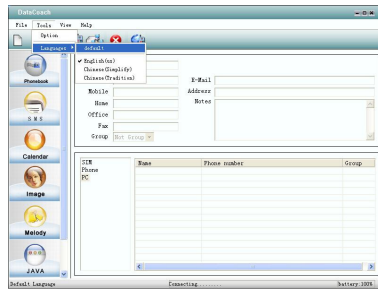 DataCoach
File Tools View Help
Option
Languages
default
English(us)
Chinese(Simplify)
Chinese(Tradition)
Phonebook
SMS
Calendar
Image
Melody
JAVA
E-Mail
Mobile Address
Home Notes
Office
Fax
Group Not Group
SIM
Phone
PC
Name Phone number Group
Default Language Connecting........ battery:100%